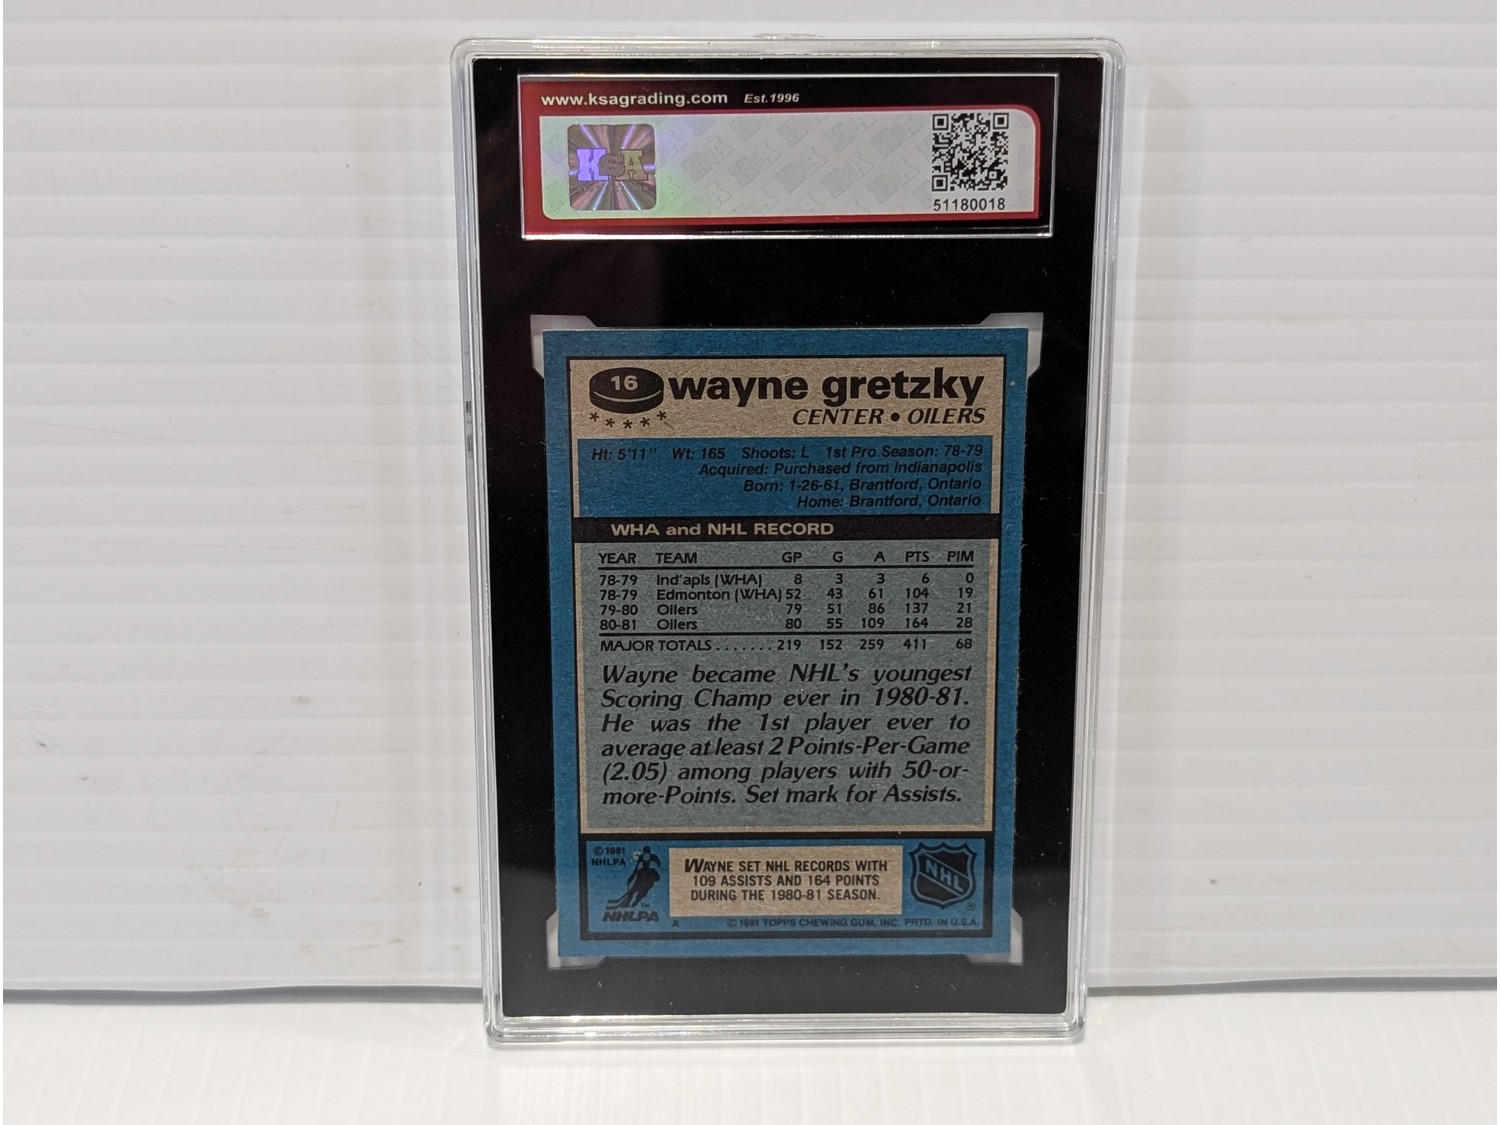 www.ksagrading.com Est.1996
KSA
51180018
16 wayne gretzky
CENTER • OILERS
* * * * *
Ht: 5'11" Wt: 165 Shoots: L 1st Pro Season: 78-79
Acquired: Purchased from Indianapolis
Born: 1-26-61, Brantford, Ontario
Home: Brantford, Ontario
WHA and NHL RECORD
YEAR TEAM GP G A PTS PIM
78-79 Ind'apls (WHA) 8 3 3 6 0
78-79 Edmonton (WHA) 52 43 61 104 19
79-80 Oilers 79 51 86 137 21
80-81 Oilers 80 55 109 164 28
MAJOR TOTALS....... 219 152 259 411 68
Wayne became NHL's youngest
Scoring Champ ever in 1980-81.
He was the 1st player ever to
average at least 2 Points-Per-Game
(2.05) among players with 50-or-
more-Points. Set mark for Assists.
© 1981
NHLPA
NHLPA
TM
WAYNE SET NHL RECORDS WITH
109 ASSISTS AND 164 POINTS
DURING THE 1980-81 SEASON.
NHL
®
A © 1981 TOPPS CHEWING GUM, INC. PRTD. IN U.S.A.